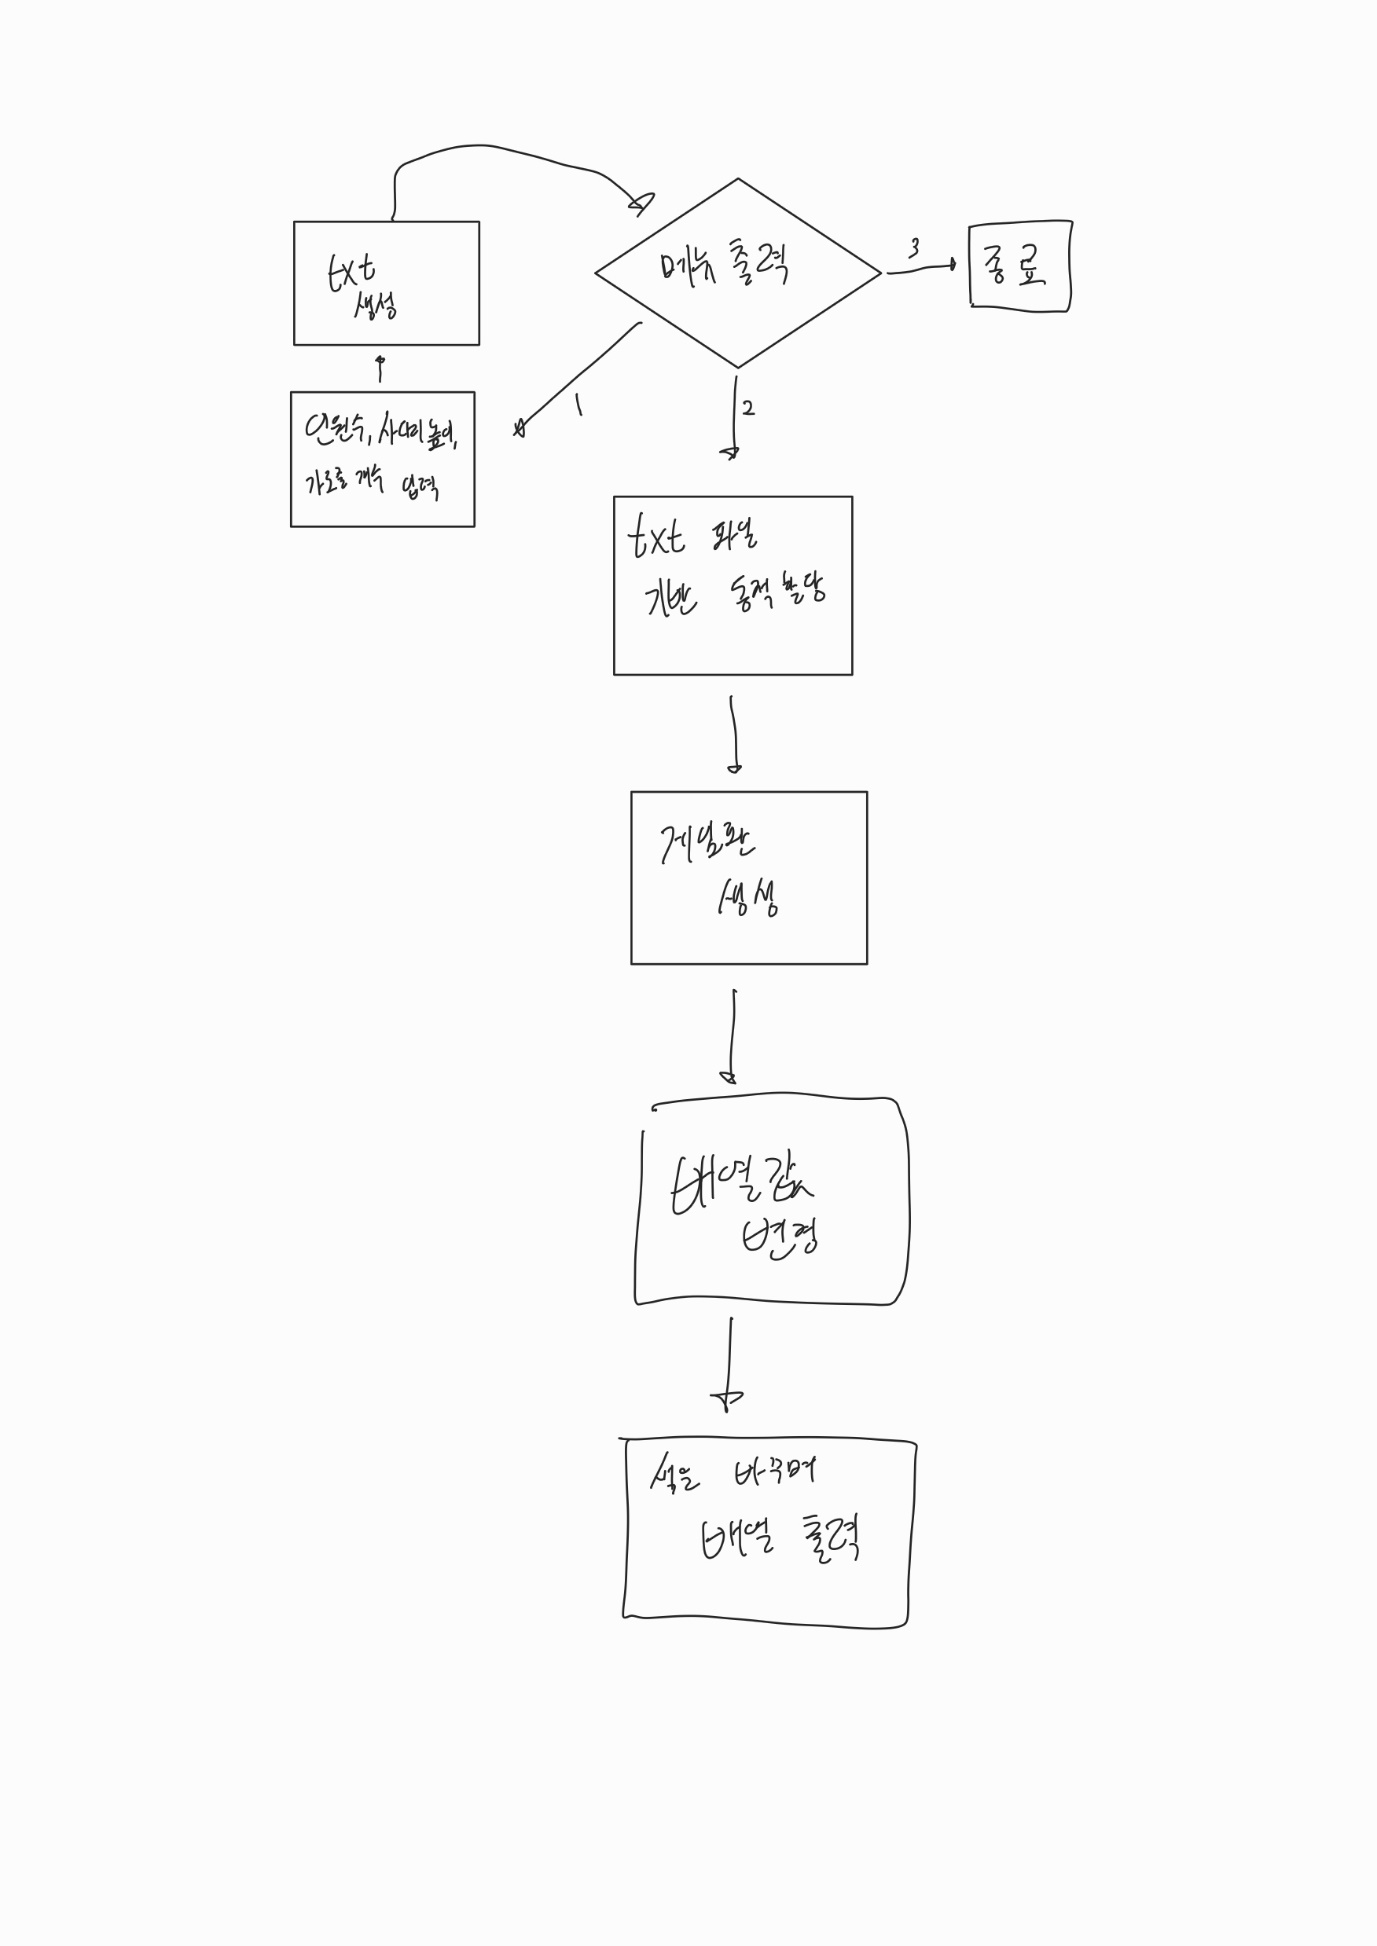 txt
생성
메뉴 출력
3
종료
1
2
인원수, 사다리 높이,
가로줄 개수 입력
txt 파일
기반 동적 할당
게임판
생성
배열 값
변경
색을 바꾸며
배열 출력